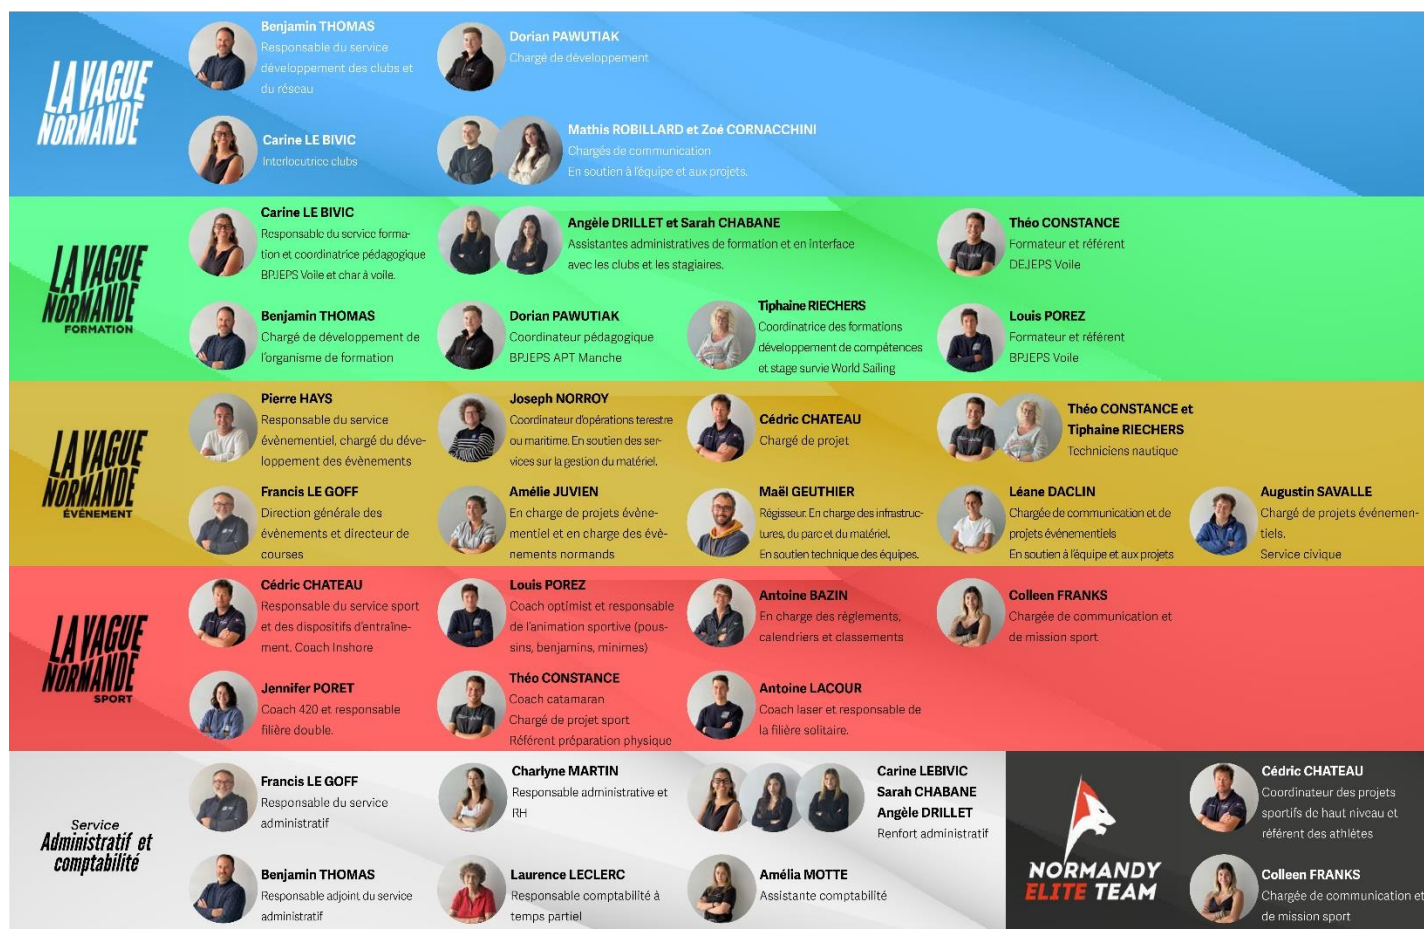 LA VAGUE
NORMANDE
Benjamin THOMAS
Responsable du service
développement des clubs et
du réseau
Dorian PAWUTIAK
Chargé de développement
Carine LE BIVIC
Interlocutrice clubs
Mathis ROBILLARD et Zoé CORNACCHINI
Chargés de communication
En soutien à l'équipe et aux projets.
LA VAGUE
NORMANDE
FORMATION
Carine LE BIVIC
Responsable du service forma-
tion et coordinatrice pédagogique
BPJEPS Voile et char à voile.
Angèle DRILLET et Sarah CHABANE
Assistantes administratives de formation et en interface
avec les clubs et les stagiaires.
Théo CONSTANCE
Formateur et référent
DEJEPS Voile
Benjamin THOMAS
Chargé de développement de
l'organisme de formation
Dorian PAWUTIAK
Coordinateur pédagogique
BPJEPS APT Manche
Tiphaine RIECHERS
Coordinatrice des formations
développement de compétences
et stage survie World Sailing
Louis POREZ
Formateur et référent
BPJEPS Voile
LA VAGUE
NORMANDE
ÉVÉNEMENT
Pierre HAYS
Responsable du service
évènementiel, chargé du déve-
loppement des évènements
Joseph NORROY
Coordinateur d'opérations terestre
ou maritime. En soutien des ser-
vices sur la gestion du matériel.
Cédric CHATEAU
Chargé de projet
Théo CONSTANCE et
Tiphaine RIECHERS
Techniciens nautique
Francis LE GOFF
Direction générale des
évènements et directeur de
courses
Amélie JUVIEN
En charge de projets évène-
mentiel et en charge des évè-
nements normands
Maël GEUTHIER
Régisseur. En charge des infrastruc-
tures, du parc et du matériel.
En soutien technique des équipes.
Léane DACLIN
Chargée de communication et de
projets événementiels
En soutien à l'équipe et aux projets
Augustin SAVALLE
Chargé de projets événemen-
tiels.
Service civique
LA VAGUE
NORMANDE
SPORT
Cédric CHATEAU
Responsable du service sport
et des dispositifs d'entraîne-
ment. Coach Inshore
Louis POREZ
Coach optimist et responsable
de l'animation sportive (pous-
sins, benjamins, minimes)
Antoine BAZIN
En charge des règlements,
calendriers et classements
Colleen FRANKS
Chargée de communication et
de mission sport
Jennifer PORET
Coach 420 et responsable
filière double.
Théo CONSTANCE
Coach catamaran
Chargé de projet sport
Référent préparation physique
Antoine LACOUR
Coach laser et responsable de
la filière solitaire.
Service
Administratif et
comptabilité
Francis LE GOFF
Responsable du service
administratif
Charlyne MARTIN
Responsable administrative et
RH
Carine LEBIVIC
Sarah CHABANE
Angèle DRILLET
Renfort administratif
Benjamin THOMAS
Responsable adjoint du service
administratif
Laurence LECLERC
Responsable comptabilité à
temps partiel
Amélia MOTTE
Assistante comptabilité
NORMANDY
ELITE TEAM
Cédric CHATEAU
Coordinateur des projets
sportifs de haut niveau et
référent des athlètes
Colleen FRANKS
Chargée de communication et
de mission sport